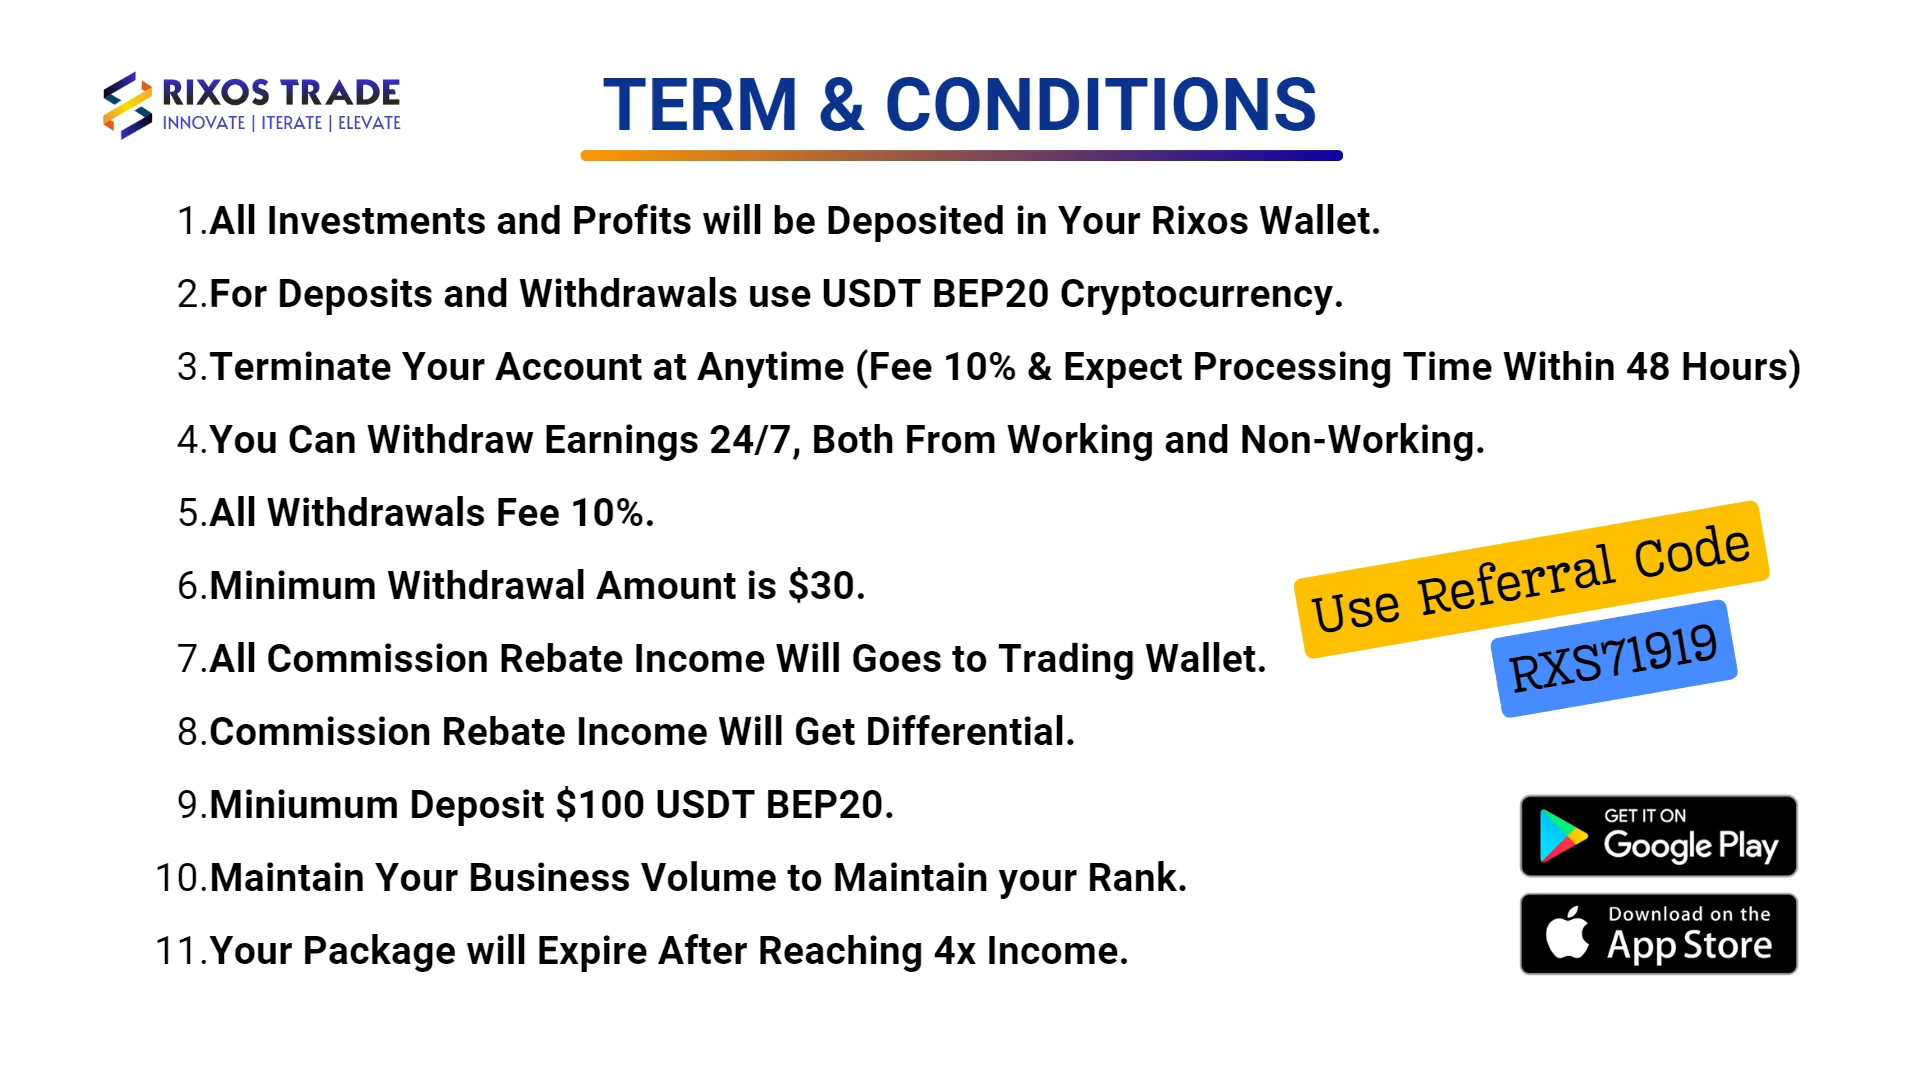 RIXOS TRADE
INNOVATE | ITERATE | ELEVATE
TERM & CONDITIONS
1.All Investments and Profits will be Deposited in Your Rixos Wallet.
2.For Deposits and Withdrawals use USDT BEP20 Cryptocurrency.
3.Terminate Your Account at Anytime (Fee 10% & Expect Processing Time Within 48 Hours)
4.You Can Withdraw Earnings 24/7, Both From Working and Non-Working.
5.All Withdrawals Fee 10%.
6.Minimum Withdrawal Amount is $30.
7.All Commission Rebate Income Will Goes to Trading Wallet.
8.Commission Rebate Income Will Get Differential.
9.Miniumum Deposit $100 USDT BEP20.
10.Maintain Your Business Volume to Maintain your Rank.
11.Your Package will Expire After Reaching 4x Income.
Use Referral Code
RXS71919
GET IT ON
Google Play
Download on the
App Store